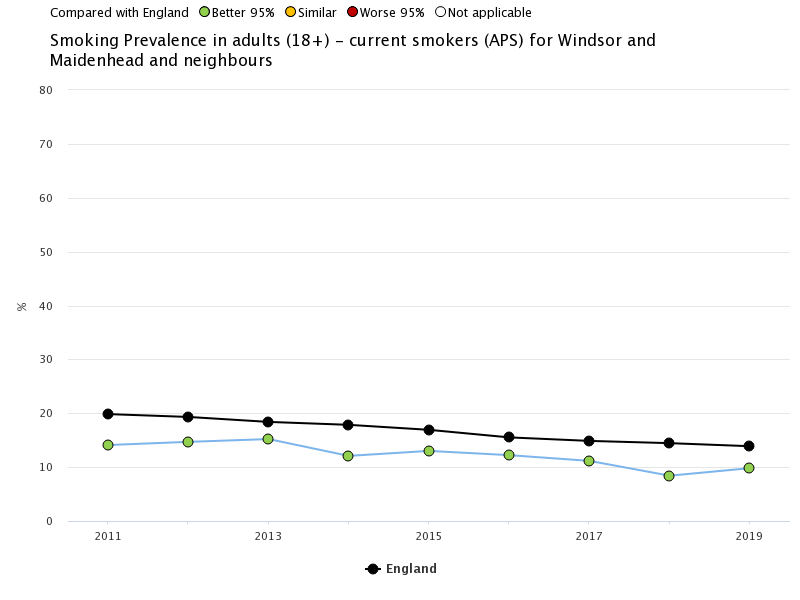 Compared with England Better 95% Similar Worse 95% Not applicable
Smoking Prevalence in adults (18+) – current smokers (APS) for Windsor and
Maidenhead and neighbours
80
70
60
50
40
30
20
10
0
%
2011 2013 2015 2017 2019
England